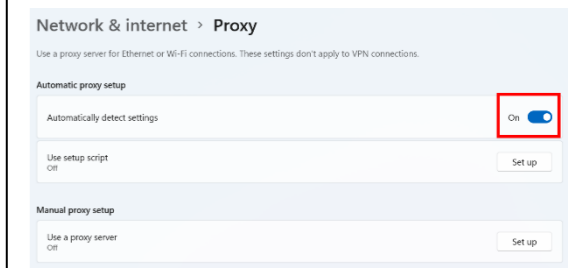 Network & internet > Proxy
Use a proxy server for Ethernet or Wi-Fi connections. These settings don't apply to VPN connections.
Automatic proxy setup
Automatically detect settings On
Use setup script Set up
Off
Manual proxy setup
Use a proxy server Set up
Off